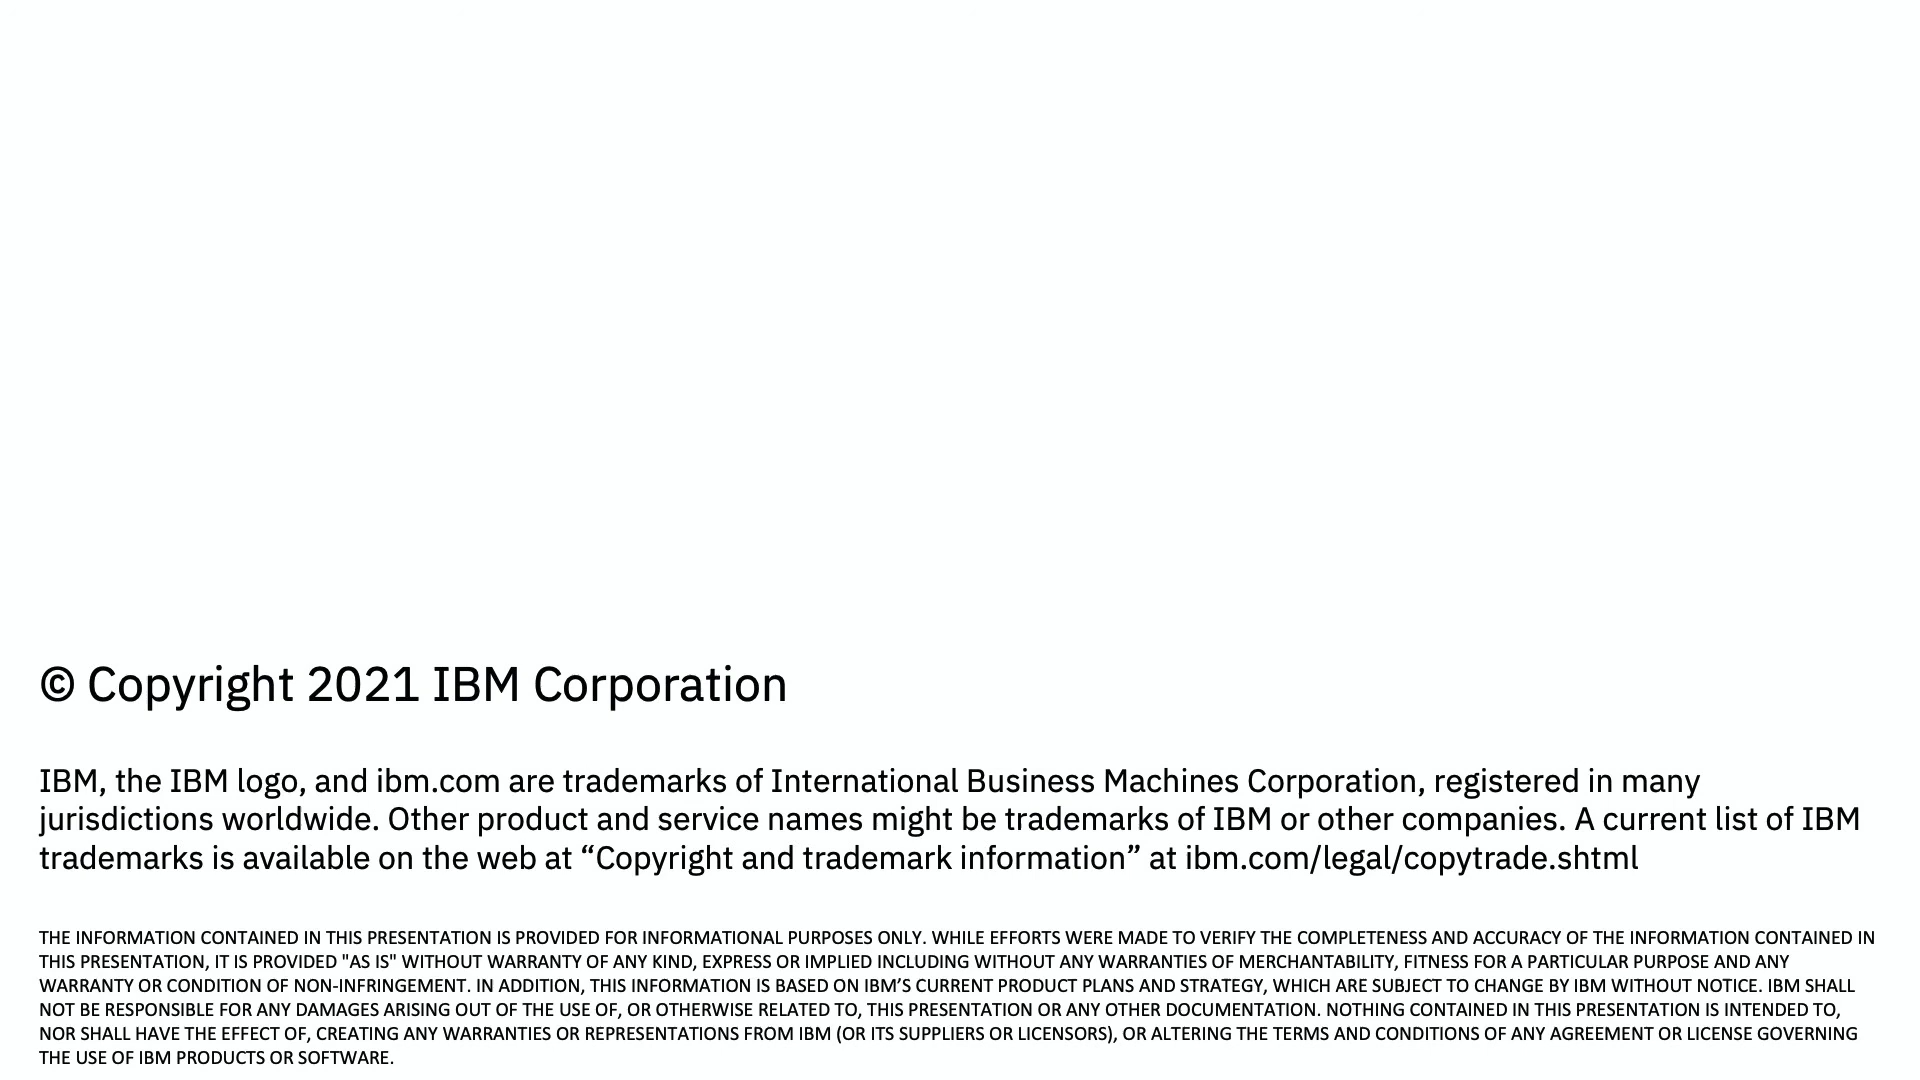 © Copyright 2021 IBM Corporation
IBM, the IBM logo, and ibm.com are trademarks of International Business Machines Corporation, registered in many
jurisdictions worldwide. Other product and service names might be trademarks of IBM or other companies. A current list of IBM
trademarks is available on the web at “Copyright and trademark information” at ibm.com/legal/copytrade.shtml
THE INFORMATION CONTAINED IN THIS PRESENTATION IS PROVIDED FOR INFORMATIONAL PURPOSES ONLY. WHILE EFFORTS WERE MADE TO VERIFY THE COMPLETENESS AND ACCURACY OF THE INFORMATION CONTAINED IN
THIS PRESENTATION, IT IS PROVIDED "AS IS" WITHOUT WARRANTY OF ANY KIND, EXPRESS OR IMPLIED INCLUDING WITHOUT ANY WARRANTIES OF MERCHANTABILITY, FITNESS FOR A PARTICULAR PURPOSE AND ANY
WARRANTY OR CONDITION OF NON-INFRINGEMENT. IN ADDITION, THIS INFORMATION IS BASED ON IBM’S CURRENT PRODUCT PLANS AND STRATEGY, WHICH ARE SUBJECT TO CHANGE BY IBM WITHOUT NOTICE. IBM SHALL
NOT BE RESPONSIBLE FOR ANY DAMAGES ARISING OUT OF THE USE OF, OR OTHERWISE RELATED TO, THIS PRESENTATION OR ANY OTHER DOCUMENTATION. NOTHING CONTAINED IN THIS PRESENTATION IS INTENDED TO,
NOR SHALL HAVE THE EFFECT OF, CREATING ANY WARRANTIES OR REPRESENTATIONS FROM IBM (OR ITS SUPPLIERS OR LICENSORS), OR ALTERING THE TERMS AND CONDITIONS OF ANY AGREEMENT OR LICENSE GOVERNING
THE USE OF IBM PRODUCTS OR SOFTWARE.